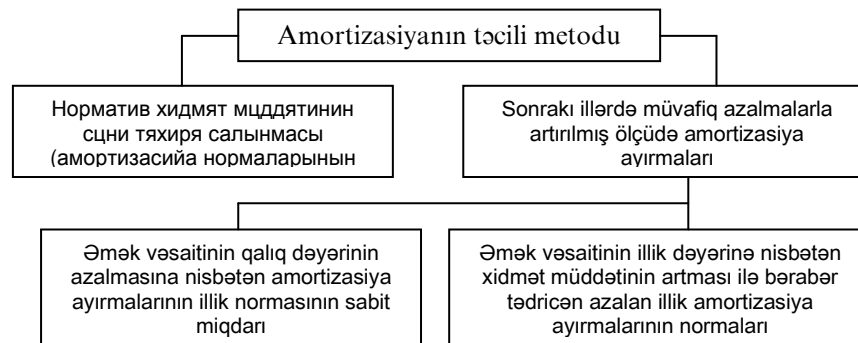 Amortizasiyanın təcili metodu
Норматив хидмят мцддятинин
сцни тяхиря салынмасы
(амортизасийа нормаларынын
Sonrakı illərdə müvafiq azalmalarla
artırılmış ölçüdə amortizasiya
ayırmaları
Əmək vəsaitinin qalıq dəyərinin
azalmasına nisbətən amortizasiya
ayırmalarının illik normasının sabit
miqdarı
Əmək vəsaitinin illik dəyərinə nisbətən
xidmət müddətinin artması ilə bərabər
tədricən azalan illik amortizasiya
ayırmalarının normaları